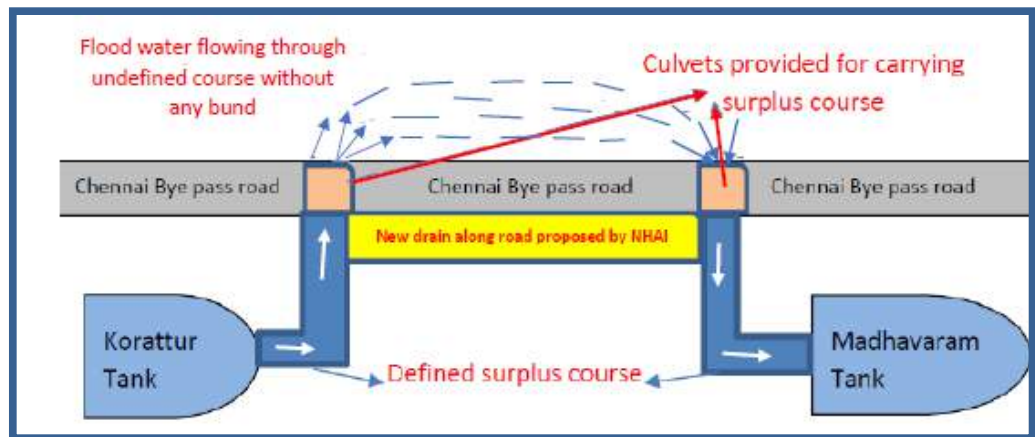 Flood water flowing through
undefined course without
any bund
Culvets provided for carrying
surplus course
Chennai Bye pass road
Chennai Bye pass road
Chennai Bye pass road
New drain along road proposed by NHAI
Korattur
Tank
Defined surplus course
Madhavaram
Tank